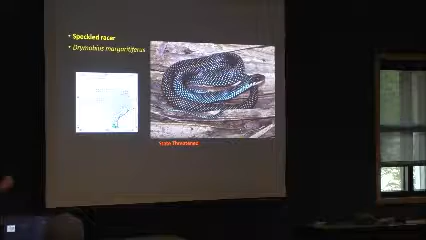 • Speckled racer
• Drymobius margaritiferus
State Threatened